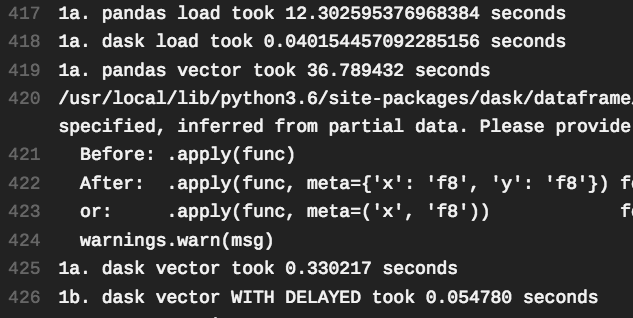 417 1a. pandas load took 12.302595376968384 seconds
418 1a. dask load took 0.040154457092285156 seconds
419 1a. pandas vector took 36.789432 seconds
420 /usr/local/lib/python3.6/site-packages/dask/dataframe/
specified, inferred from partial data. Please provide
421 Before: .apply(func)
422 After: .apply(func, meta={'x': 'f8', 'y': 'f8'})
423 or: .apply(func, meta=('x', 'f8'))
424 warnings.warn(msg)
425 1a. dask vector took 0.330217 seconds
426 1b. dask vector WITH DELAYED took 0.054780 seconds